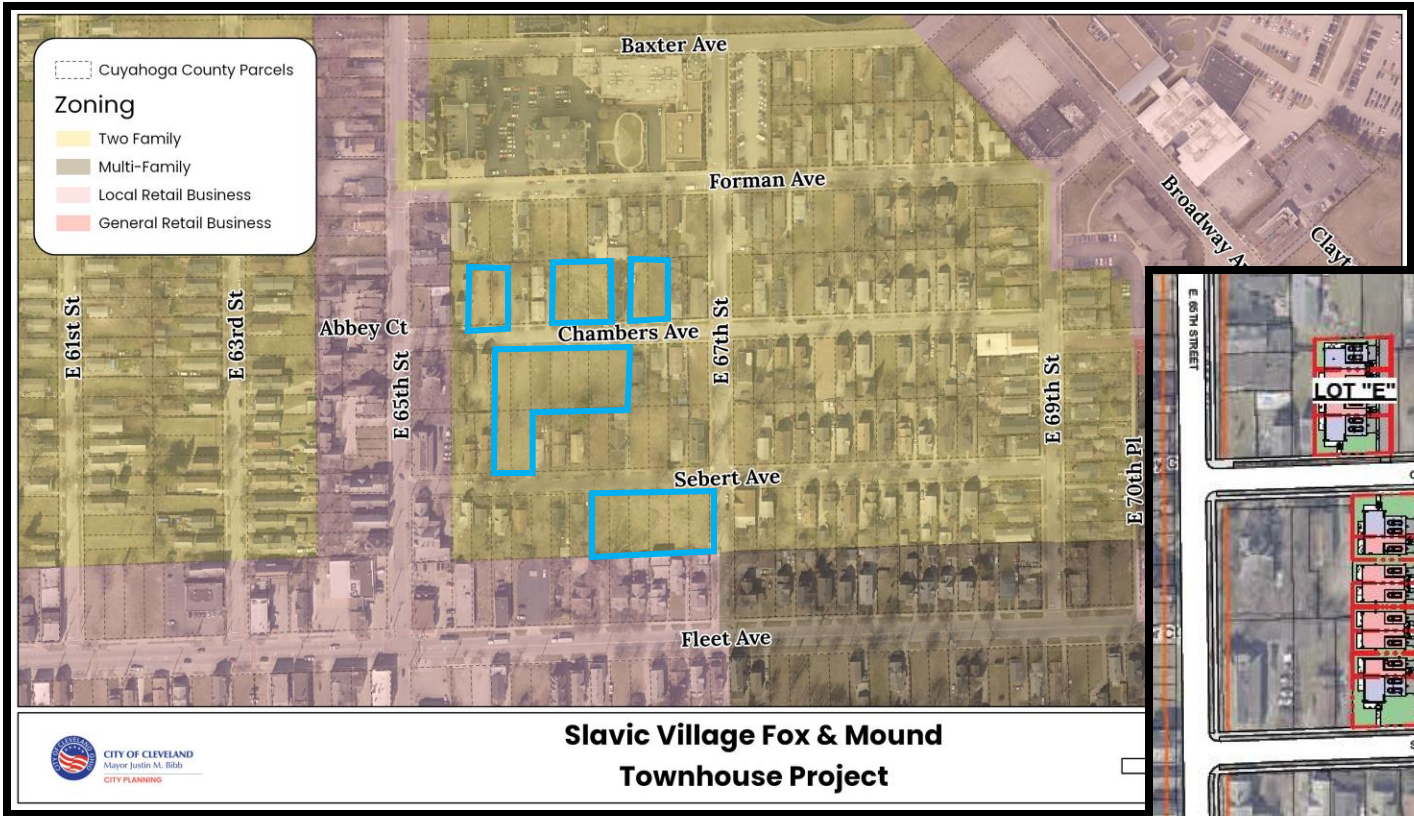 Baxter Ave
Cuyahoga County Parcels
Zoning
Two Family
Multi-Family
Local Retail Business
General Retail Business
Forman Ave
Broadway Av
Clayt
E 61st St
E 63rd St
Abbey Ct
E 65th St
Chambers Ave
E 67th St
E 69th St
E 70th Pl
Sebert Ave
Fleet Ave
E. 65TH STREET
LOT "E"
Slavic Village Fox & Mound
Townhouse Project
CITY OF CLEVELAND
Mayor Justin M. Bibb
CITY PLANNING